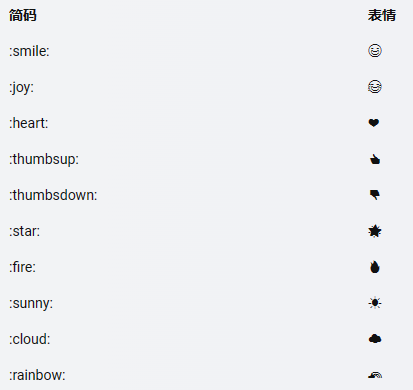 简码 表情
:smile: 😄
:joy: 😂
:heart: ❤
:thumbsup: 👍
:thumbsdown: 👎
:star: ⭐
:fire: 🔥
:sunny: ☀
:cloud: ☁
:rainbow: 🌈